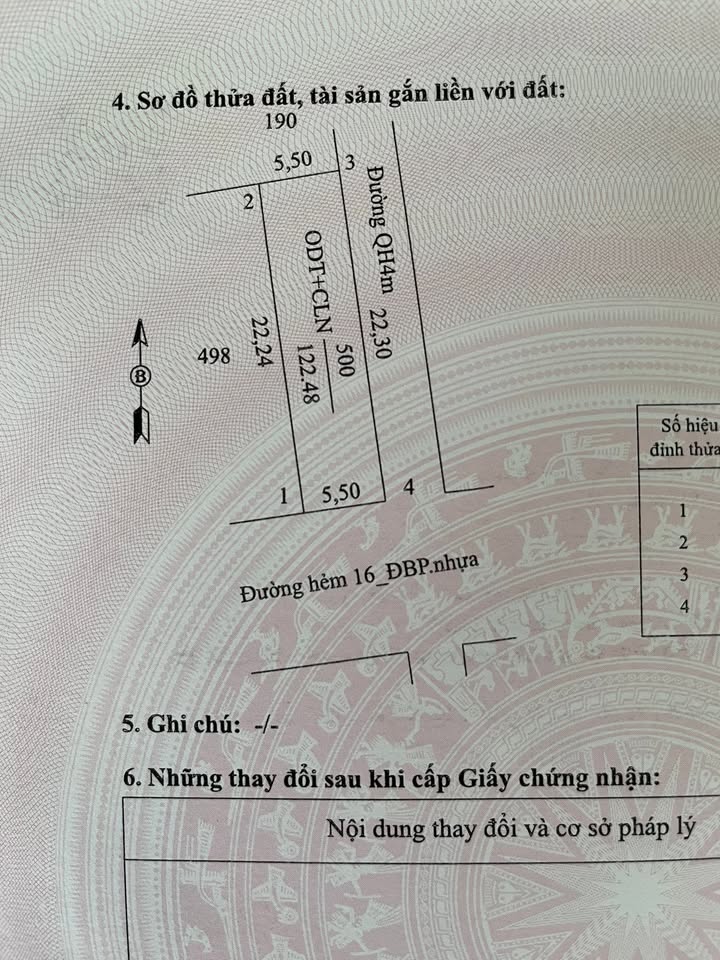 4. Sơ đồ thửa đất, tài sản gắn liền với đất:
190
5,50
3
2
Đường QH4m 22,30
ODT+CLN
500
122.48
22,24
498
B
1
5,50
4
Đường hẻm 16_ĐBP.nhựa
Số hiệu
đỉnh thửa
1
2
3
4
5. Ghi chú: -/-
6. Những thay đổi sau khi cấp Giấy chứng nhận:
Nội dung thay đổi và cơ sở pháp lý